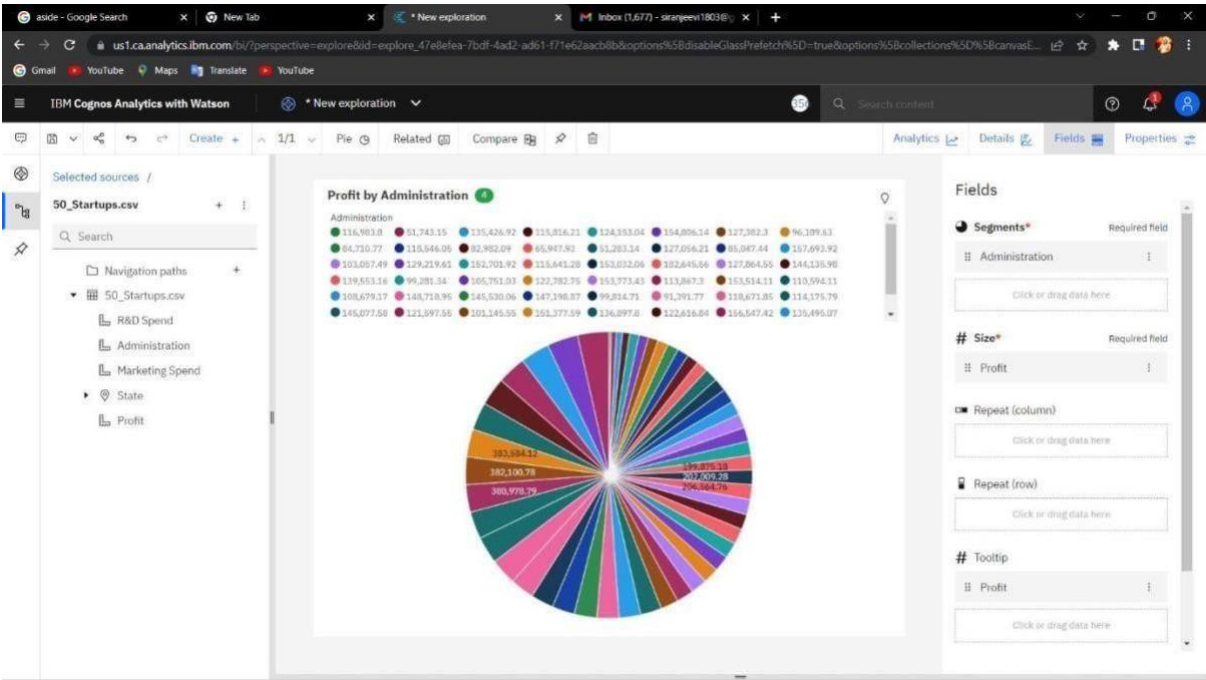 aside - Google Search
New Tab
* New exploration
Inbox (1,677) - siranjeevi1803@
us1.ca.analytics.ibm.com/bi/?perspective=explore&id=explore_47e8efea-7bdf-4ad2-ad61-f71e62aacb8b&options%5BdisableGlassPrefetch%5D=true&options%5Bcollections%5D%5BcanvasE...
Gmail YouTube Maps Translate YouTube
IBM Cognos Analytics with Watson
* New exploration
Search content
Create + 1/1 Pie Related Compare
Analytics Details Fields Properties
Selected sources /
50_Startups.csv
Search
Navigation paths
50_Startups.csv
R&D Spend
Administration
Marketing Spend
State
Profit
Profit by Administration 4
Administration
116,983.8 51,743.15 135,426.92 115,816.21 124,153.04 154,806.14 127,382.3 96,189.63
84,710.77 118,546.05 82,982.09 65,947.93 51,283.14 127,056.21 85,047.44 157,693.92
103,057.49 129,219.61 152,701.92 115,641.28 153,032.06 182,645.56 127,864.55 144,135.98
139,553.16 99,281.34 105,751.03 122,782.75 153,773.43 113,867.3 153,514.11 110,594.11
108,679.17 148,718.95 145,530.06 147,198.87 99,814.71 91,391.77 118,671.85 114,175.79
145,077.58 121,597.55 101,145.55 151,377.59 136,897.8 122,616.84 156,547.42 135,495.07
383,584.12
382,100.78
380,978.79
199,875.18
202,009.28
206,564.76
Fields
Segments* Required field
Administration
Click or drag data here
Size* Required field
Profit
Repeat (column)
Click or drag data here
Repeat (row)
Click or drag data here
Tooltip
Profit
Click or drag data here